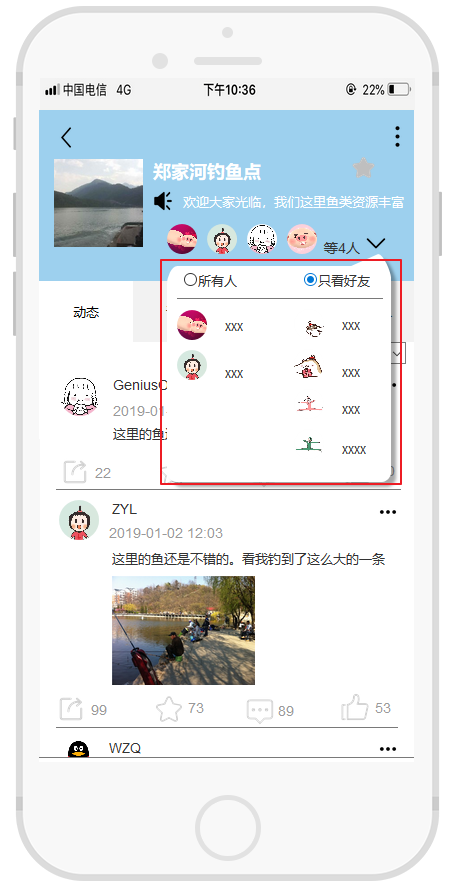 中国电信 4G 下午10:36 22%
郑家河钓鱼点
欢迎大家光临，我们这里鱼类资源丰富
等4人
所有人 只看好友
动态
xxx xxx
xxx xxx
xxx
xxxx
2019-01
这里的鱼
22
ZYL
2019-01-02 12:03
这里的鱼还是不错的。看我钓到了这么大的一条
99 73 89 53
WZQ